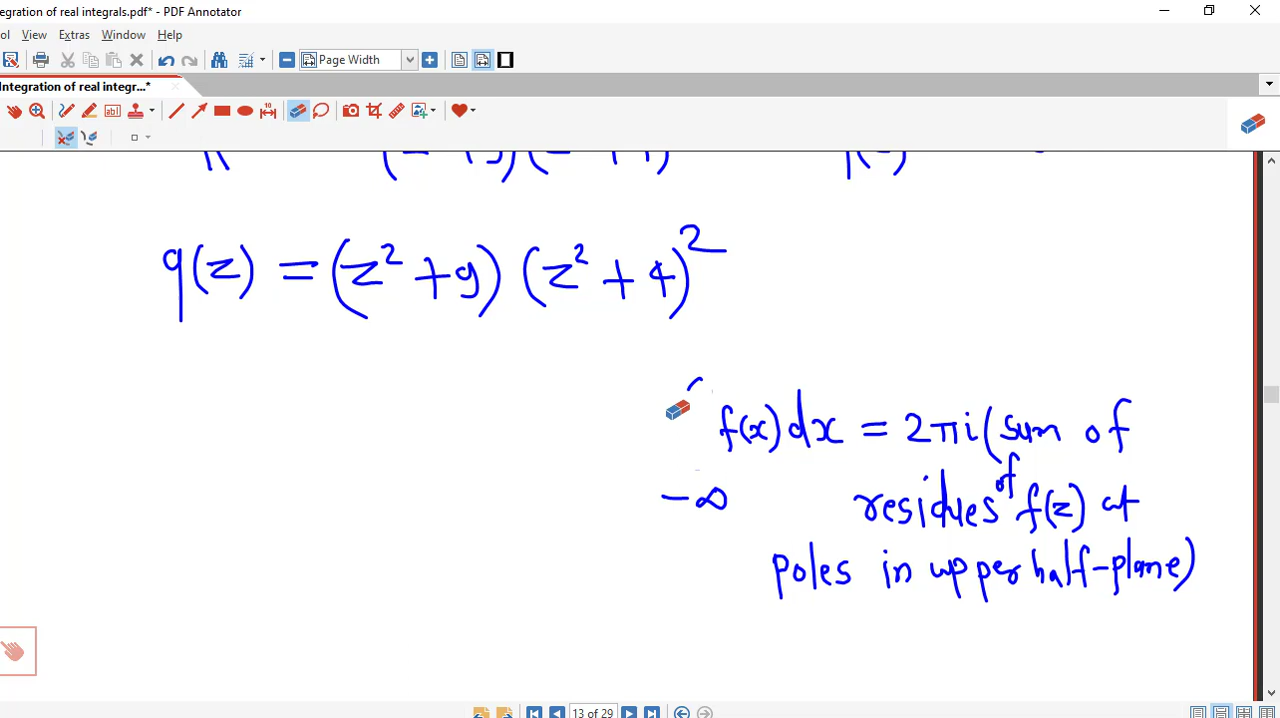 egration of real integrals.pdf* - PDF Annotator
ol View Extras Window Help
Page Width
Integration of real integr...*
q(z) = (z² + 9) (z² + 4)²
f(x) dx = 2πi (sum of
-∞ residues of f(z) at
poles in upper half-plane)
13 of 29